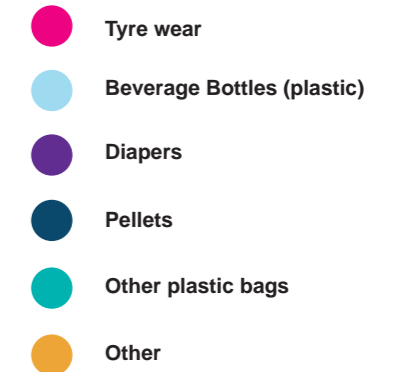 Tyre wear
Beverage Bottles (plastic)
Diapers
Pellets
Other plastic bags
Other